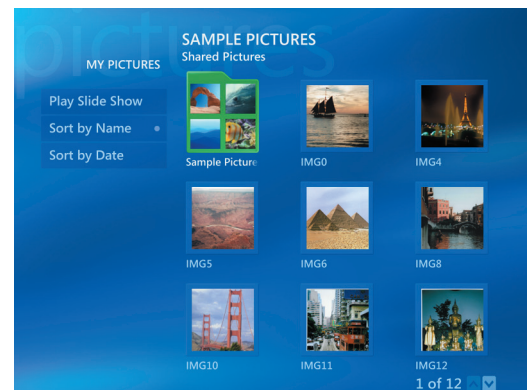 pictures
SAMPLE PICTURES
Shared Pictures
MY PICTURES
Play Slide Show
Sort by Name
Sort by Date
Sample Picture
IMG0
IMG4
IMG5
IMG6
IMG8
IMG10
IMG11
IMG12
1 of 12